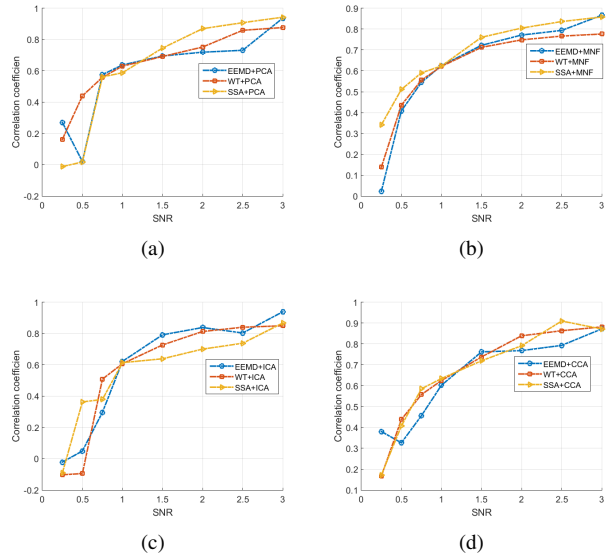 1
0.8
0.6
0.4
0.2
0
-0.2
Correlation coefficien
0 0.5 1 1.5 2 2.5 3
SNR
EEMD+PCA
WT+PCA
SSA+PCA
(a)
0.9
0.8
0.7
0.6
0.5
0.4
0.3
0.2
0.1
0
Correlation coefficien
0 0.5 1 1.5 2 2.5 3
SNR
EEMD+MNF
WT+MNF
SSA+MNF
(b)
1
0.8
0.6
0.4
0.2
0
-0.2
Correlation coefficien
0 0.5 1 1.5 2 2.5 3
SNR
EEMD+ICA
WT+ICA
SSA+ICA
(c)
1
0.9
0.8
0.7
0.6
0.5
0.4
0.3
0.2
0.1
Correlation coefficien
0 0.5 1 1.5 2 2.5 3
SNR
EEMD+CCA
WT+CCA
SSA+CCA
(d)